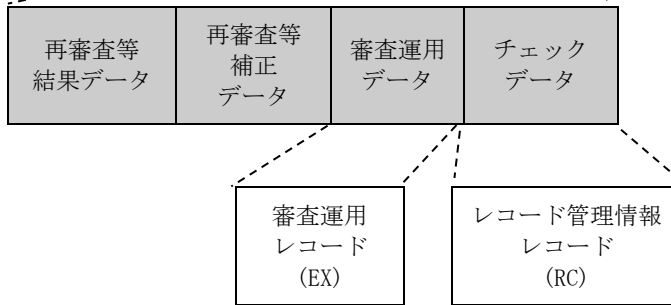 再審査等
結果データ
再審査等
補正
データ
審査運用
データ
チェック
データ
審査運用
レコード
(EX)
レコード管理情報
レコード
(RC)